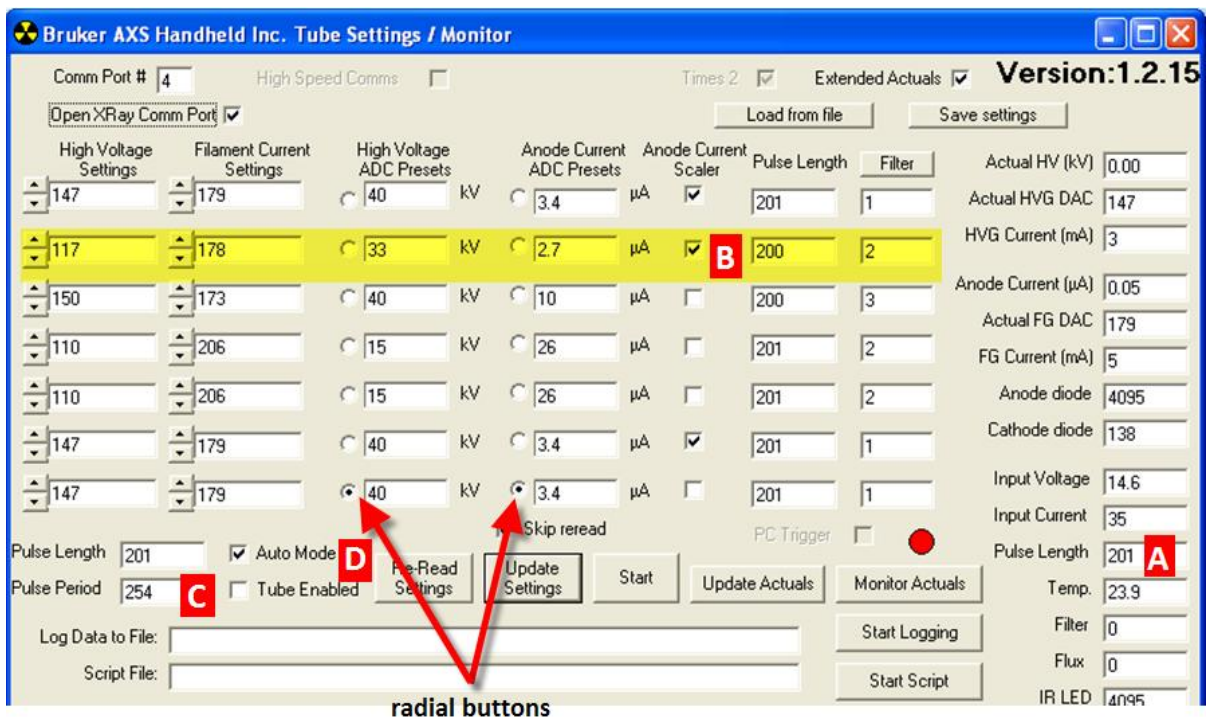 Bruker AXS Handheld Inc. Tube Settings / Monitor
Comm Port # 4 High Speed Comms Times 2 Extended Actuals Version:1.2.15
Open XRay Comm Port Load from file Save settings
High Voltage Settings Filament Current Settings High Voltage ADC Presets Anode Current ADC Presets Anode Current Scaler Pulse Length Filter Actual HV (kV) 0.00
147 179 40 kV 3.4 µA 201 1 Actual HVG DAC 147
117 178 33 kV 2.7 µA B 200 2 HVG Current (mA) 3
150 173 40 kV 10 µA 200 3 Anode Current (µA) 0.05
Actual FG DAC 179
110 206 15 kV 26 µA 201 2 FG Current (mA) 5
110 206 15 kV 26 µA 201 2 Anode diode 4095
147 179 40 kV 3.4 µA 201 1 Cathode diode 138
147 179 40 kV 3.4 µA 201 1 Input Voltage 14.6
Skip reread PC Trigger Input Current 35
Pulse Length 201 Auto Mode D Pulse Length 201 A
Pulse Period 254 C Tube Enabled Re-Read Settings Update Settings Start Update Actuals Monitor Actuals Temp. 23.9
Log Data to File: Start Logging Filter 0
Script File: Start Script Flux 0
IR LED 4095
radial buttons